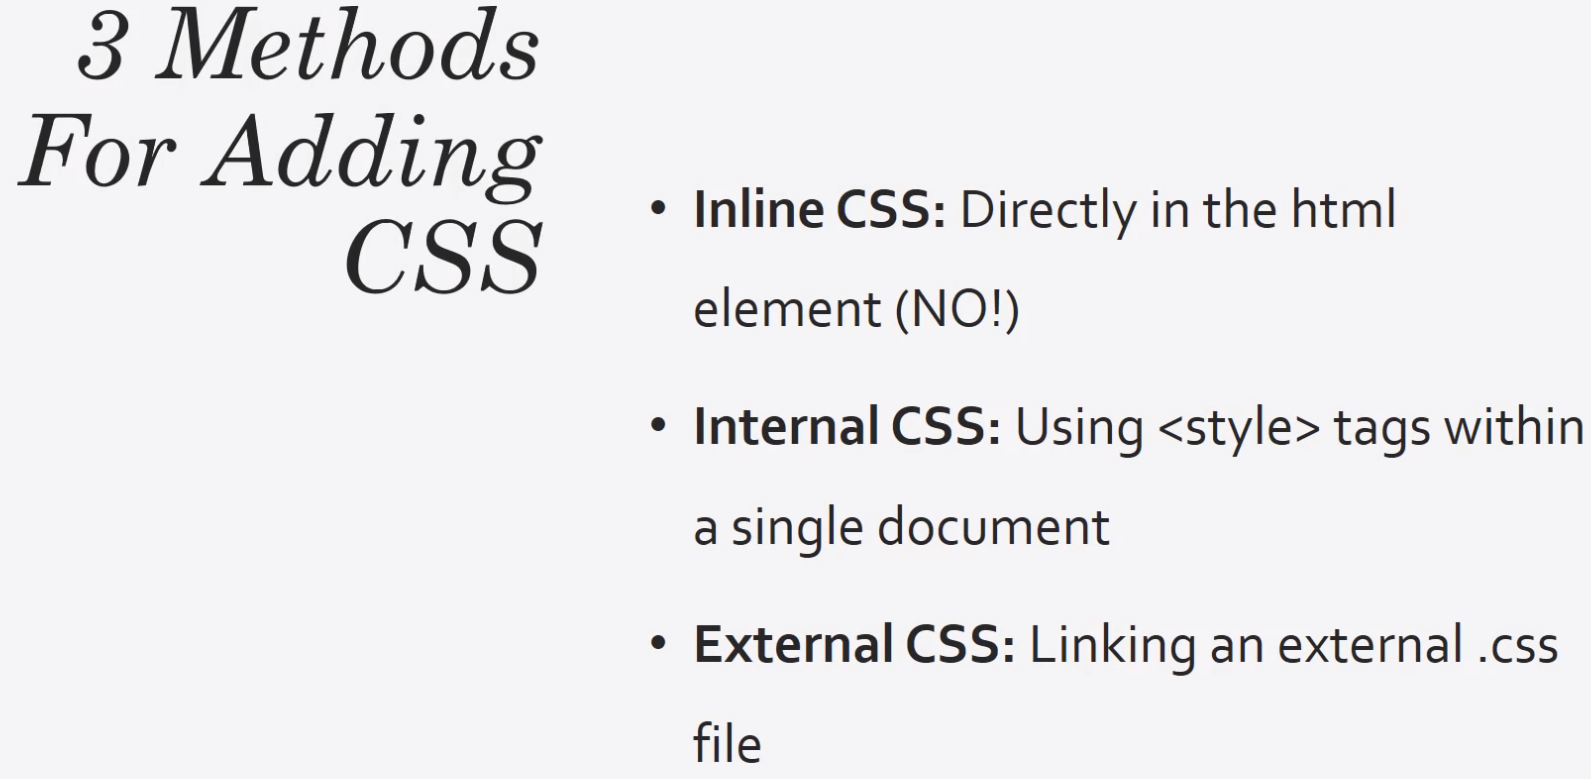 3 Methods
For Adding
CSS
• Inline CSS: Directly in the html
element (NO!)
• Internal CSS: Using <style> tags within
a single document
• External CSS: Linking an external .css
file